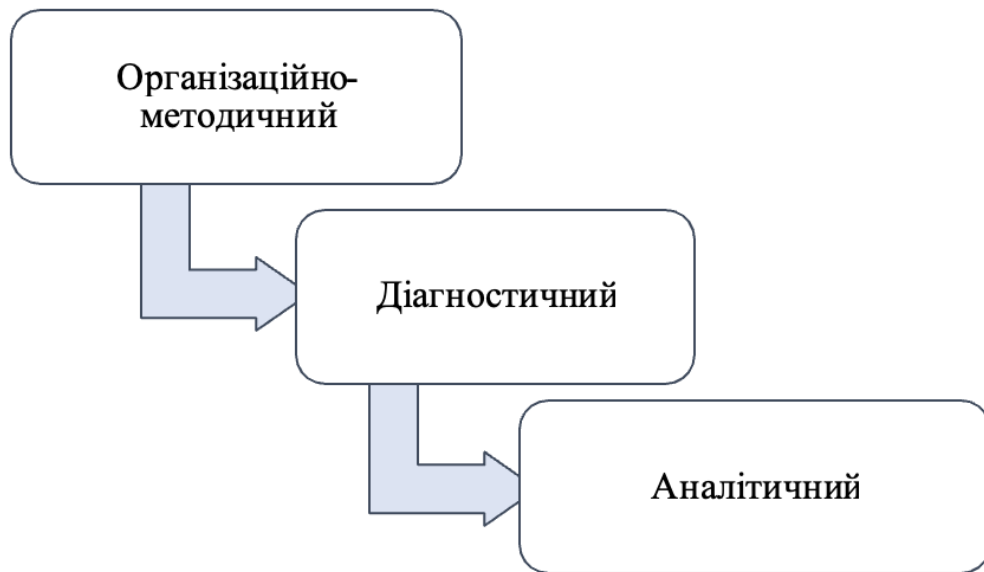 Організаційно-
методичний
Діагностичний
Аналітичний